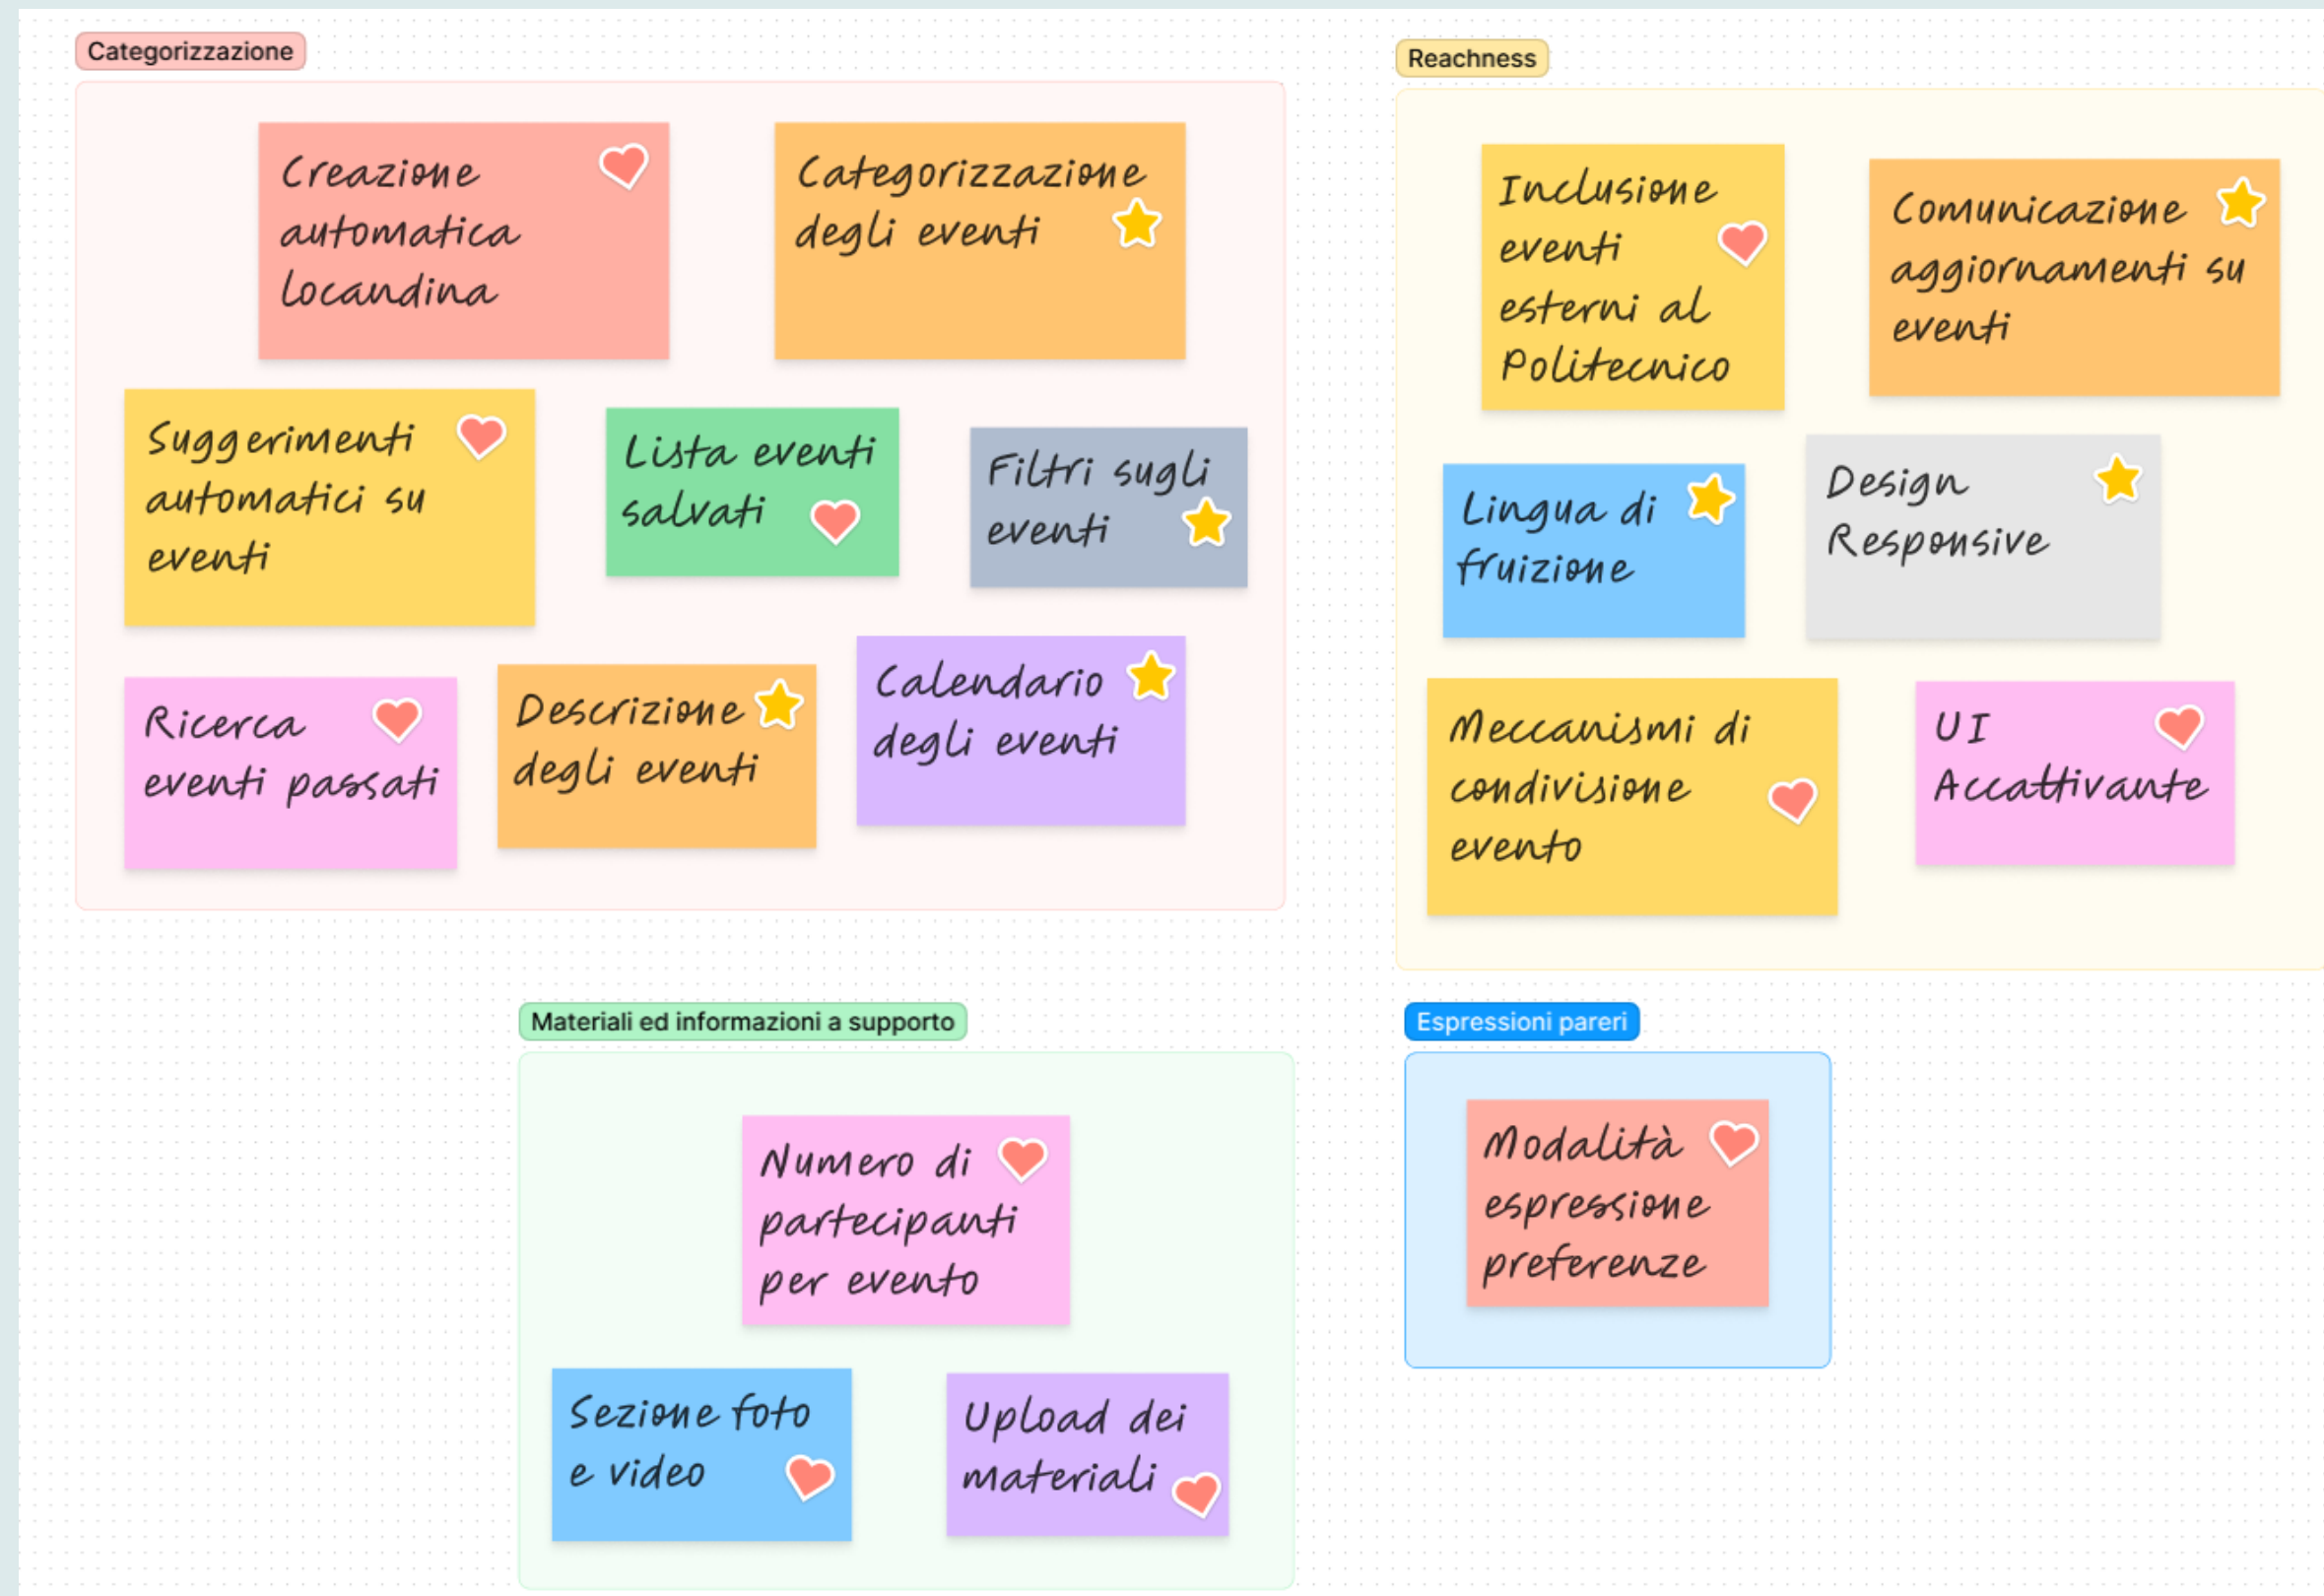 Categorizzazione
Creazione
automatica
locandina
Categorizzazione
degli eventi
Suggerimenti
automatici su
eventi
Lista eventi
salvati
Filtri sugli
eventi
Ricerca
eventi passati
Descrizione
degli eventi
Calendario
degli eventi
Reachness
Inclusione
eventi
esterni al
Politecnico
Comunicazione
aggiornamenti su
eventi
Lingua di
fruizione
Design
Responsive
Meccanismi di
condivisione
evento
UI
Accattivante
Materiali ed informazioni a supporto
Numero di
partecipanti
per evento
Sezione foto
e video
Upload dei
materiali
Espressioni pareri
Modalità
espressione
preferenze